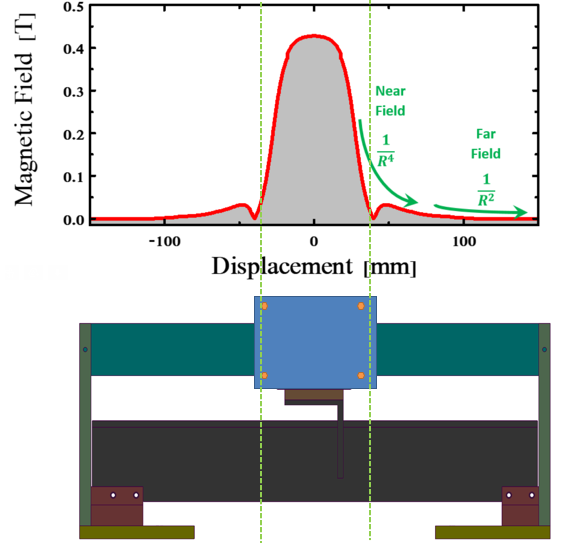 Magnetic Field [T]
0.5
0.4
0.3
0.2
0.1
0.0
Near
Field
1
R⁴
Far
Field
1
R²
-100
0
100
Displacement [mm]